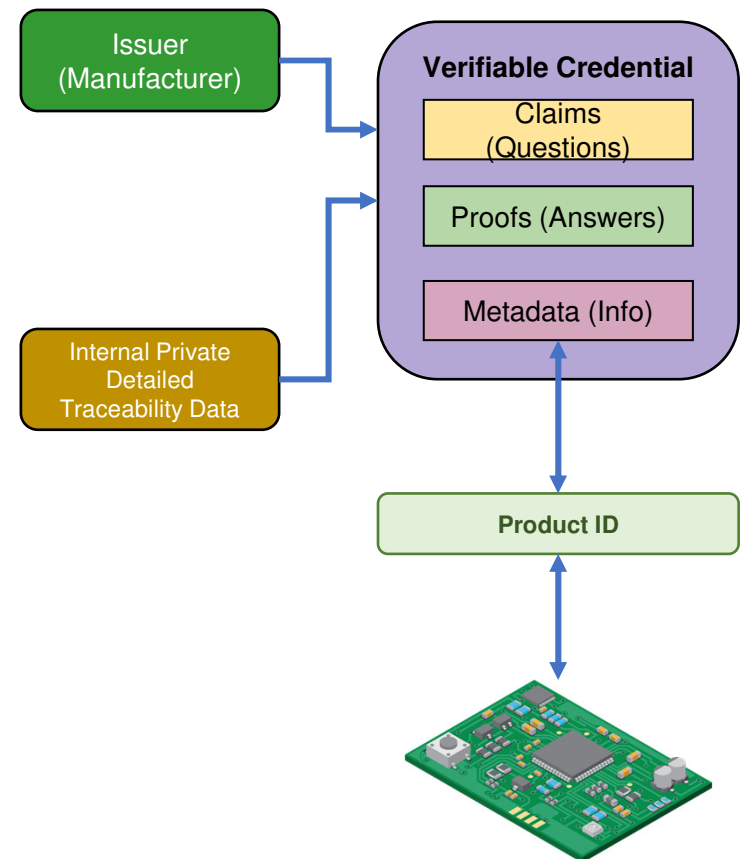 Issuer
(Manufacturer)
Verifiable Credential
Claims
(Questions)
Proofs (Answers)
Metadata (Info)
Internal Private
Detailed
Traceability Data
Product ID